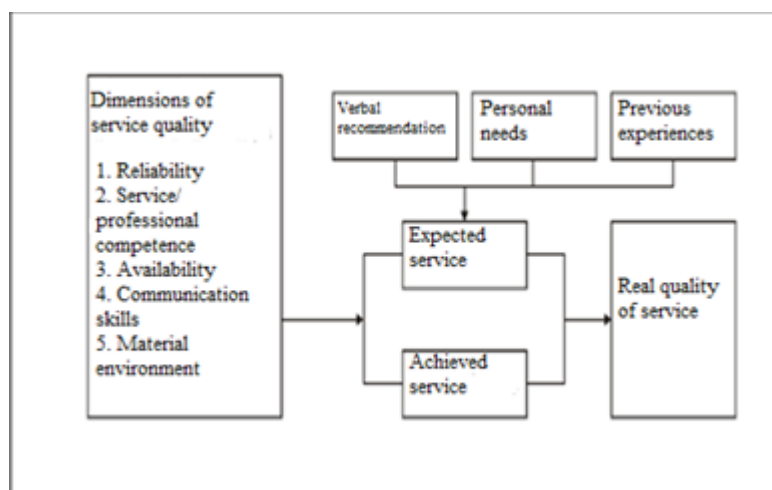 Dimensions of
service quality
1. Reliability
2. Service/
professional
competence
3. Availability
4. Communication
skills
5. Material
environment
Verbal
recommendation
Personal
needs
Previous
experiences
Expected
service
Achieved
service
Real quality
of service